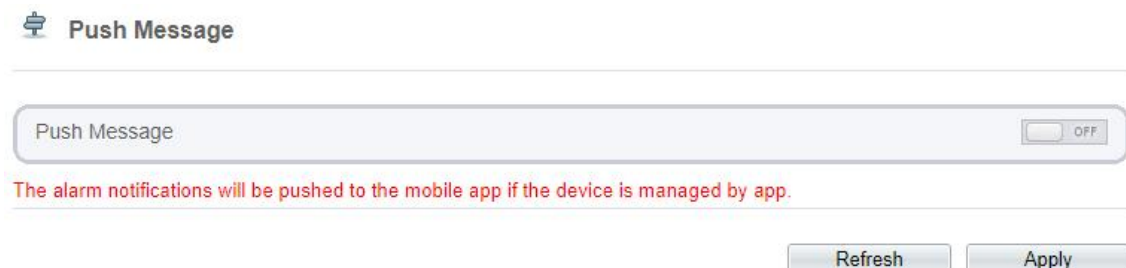 Push Message
Push Message OFF
The alarm notifications will be pushed to the mobile app if the device is managed by app.
Refresh Apply